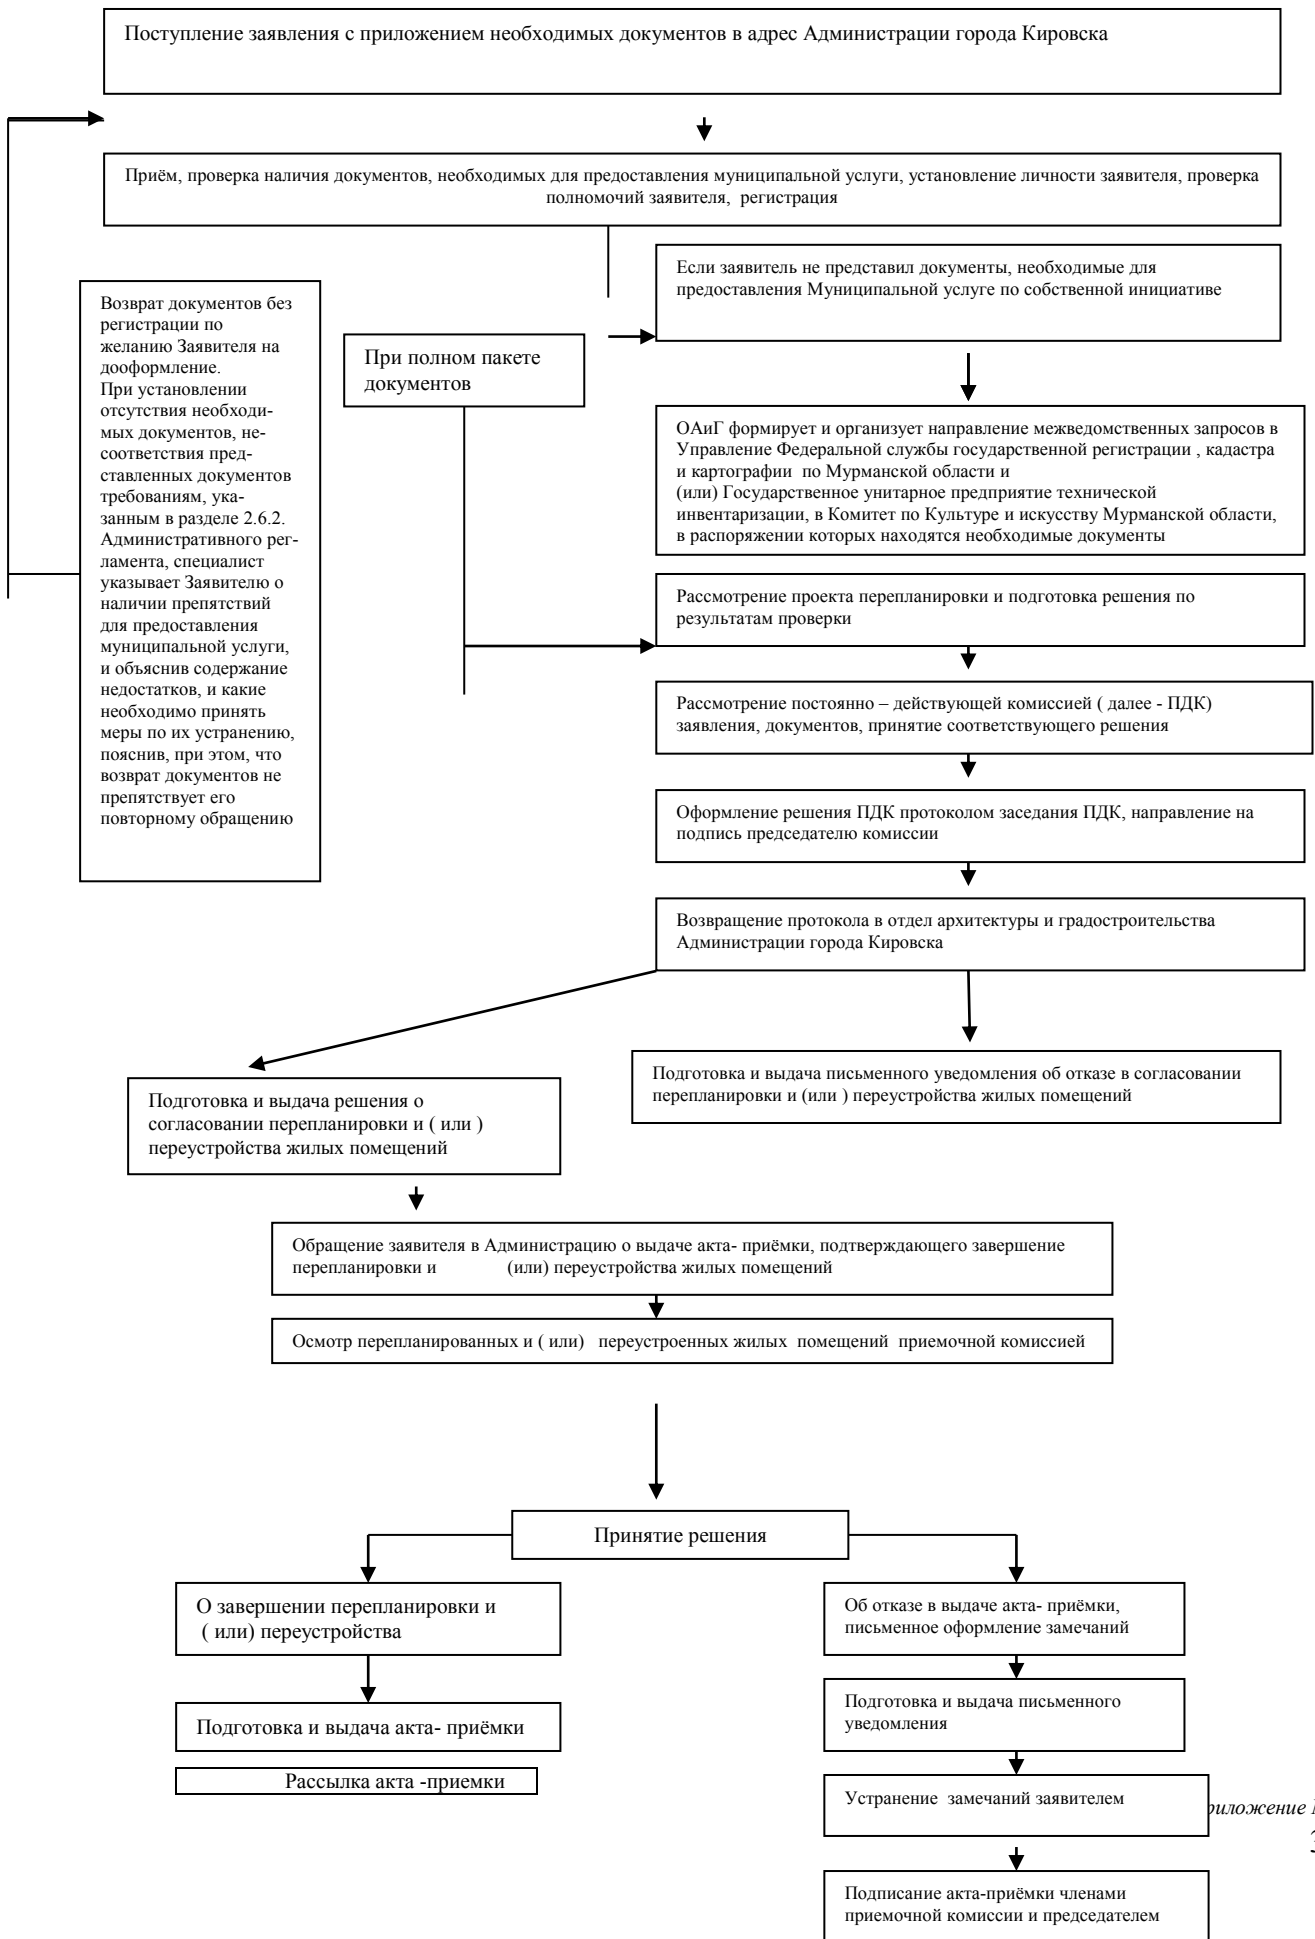 Поступление заявления с приложением необходимых документов в адрес Администрации города Кировска
Приём, проверка наличия документов, необходимых для предоставления муниципальной услуги, установление личности заявителя, проверка
полномочий заявителя, регистрация
Если заявитель не представил документы, необходимые для
предоставления Муниципальной услуге по собственной инициативе
Возврат документов без
регистрации по
желанию Заявителя на
дооформление.
При установлении
отсутствия необходи-
мых документов, не-
соответствия пред-
ставленных документов
требованиям, ука-
занным в разделе 2.6.2.
Административного рег-
ламента, специалист
указывает Заявителю о
наличии препятствий
для предоставления
муниципальной услуги,
и объяснив содержание
недостатков, и какие
необходимо принять
меры по их устранению,
пояснив, при этом, что
возврат документов не
препятствует его
повторному обращению
При полном пакете
документов
ОАиГ формирует и организует направление межведомственных запросов в
Управление Федеральной службы государственной регистрации , кадастра
и картографии по Мурманской области и
(или) Государственное унитарное предприятие технической
инвентаризации, в Комитет по Культуре и искусству Мурманской области,
в распоряжении которых находятся необходимые документы
Рассмотрение проекта перепланировки и подготовка решения по
результатам проверки
Рассмотрение постоянно – действующей комиссией ( далее - ПДК)
заявления, документов, принятие соответствующего решения
Оформление решения ПДК протоколом заседания ПДК, направление на
подпись председателю комиссии
Возвращение протокола в отдел архитектуры и градостроительства
Администрации города Кировска
Подготовка и выдача письменного уведомления об отказе в согласовании
перепланировки и (или ) переустройства жилых помещений
Подготовка и выдача решения о
согласовании перепланировки и ( или )
переустройства жилых помещений
Обращение заявителя в Администрацию о выдаче акта- приёмки, подтверждающего завершение
перепланировки и (или) переустройства жилых помещений
Осмотр перепланированных и ( или) переустроенных жилых помещений приемочной комиссией
Принятие решения
О завершении перепланировки и
( или) переустройства
Об отказе в выдаче акта- приёмки,
письменное оформление замечаний
Подготовка и выдача акта- приёмки
Подготовка и выдача письменного
уведомления
Рассылка акта -приемки
Устранение замечаний заявителем
риложение
Подписание акта-приёмки членами
приемочной комиссии и председателем